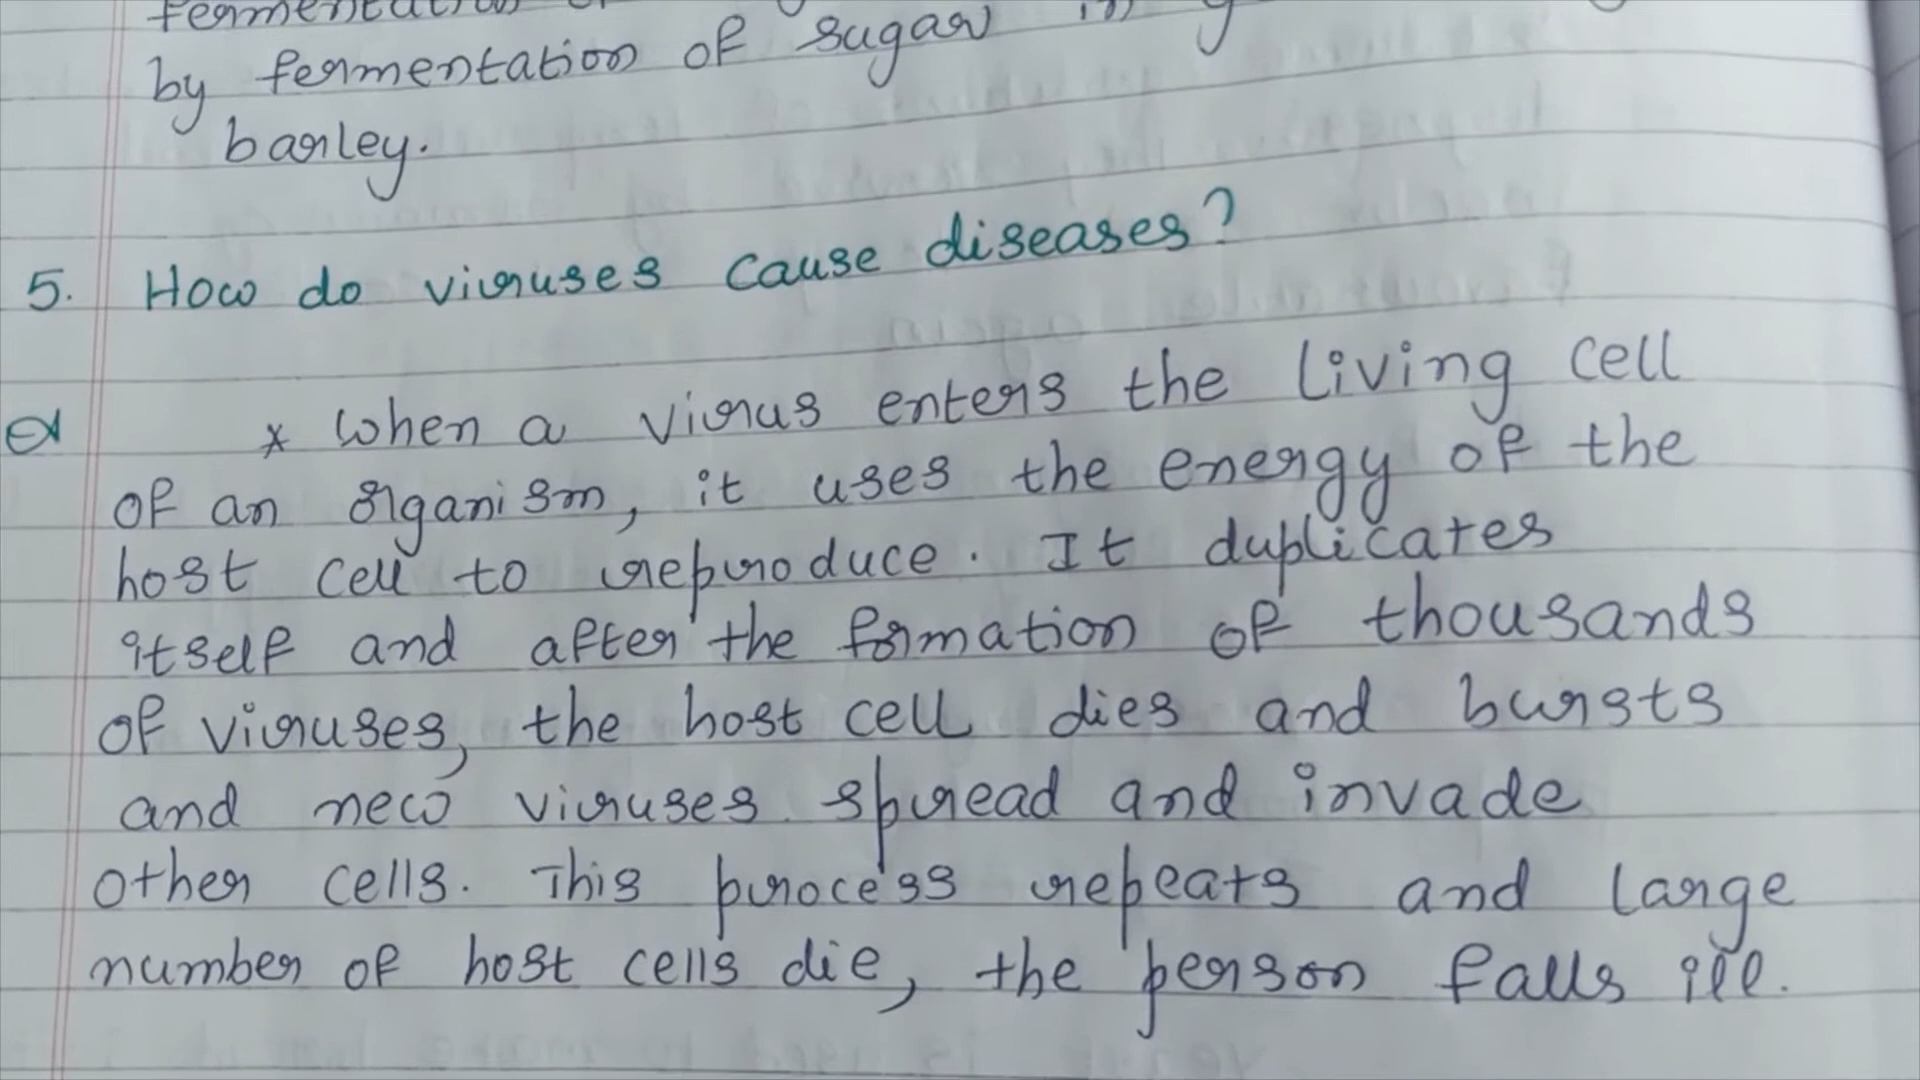 by fermentation of sugar in
barley.
5. How do viruses cause diseases?
* When a virus enters the living cell
of an organism, it uses the energy of the
host cell to reproduce. It duplicates
itself and after the formation of thousands
of viruses, the host cell dies and bursts
and new viruses spread and invade
other cells. This process repeats and large
number of host cells die, the person falls ill.